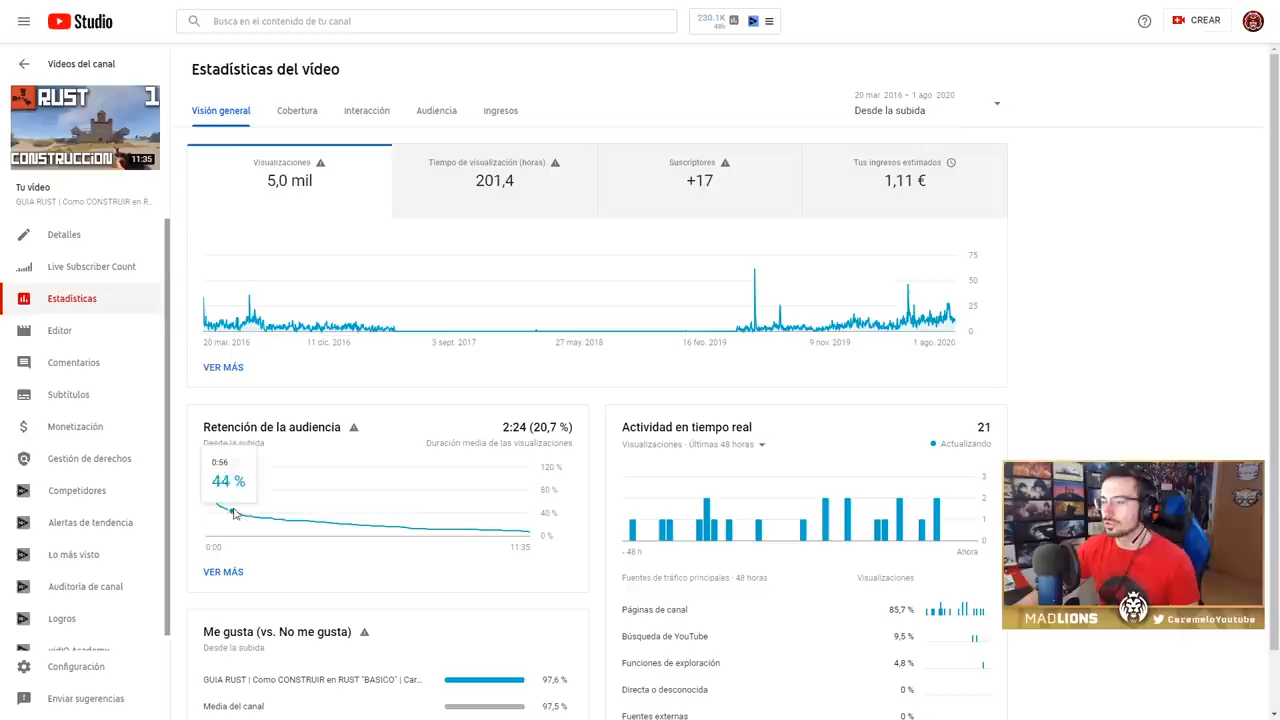 Studio
Busca en el contenido de tu canal
230.1K
48h
CREAR
Vídeos del canal
RUST 1
CONSTRUCCION
11:35
Tu vídeo
GUIA RUST | Como CONSTRUIR en R...
Detalles
Live Subscriber Count
Estadísticas
Editor
Comentarios
Subtítulos
Monetización
Gestión de derechos
Competidores
Alertas de tendencia
Lo más visto
Auditoría de canal
Logros
vidIQ Academy
Configuración
Enviar sugerencias
Estadísticas del vídeo
Visión general
Cobertura
Interacción
Audiencia
Ingresos
20 mar. 2016 – 1 ago. 2020
Desde la subida
Visualizaciones
5,0 mil
Tiempo de visualización (horas)
201,4
Suscriptores
+17
Tus ingresos estimados
1,11 €
75
50
25
0
20 mar. 2016
11 dic. 2016
3 sept. 2017
27 may. 2018
16 feb. 2019
9 nov. 2019
1 ago. 2020
VER MÁS
Retención de la audiencia
2:24 (20,7 %)
Desde la subida
Duración media de las visualizaciones
0:56
44 %
120 %
80 %
40 %
0 %
0:00
11:35
VER MÁS
Me gusta (vs. No me gusta)
Desde la subida
GUIA RUST | Como CONSTRUIR en RUST "BASICO" | Car...
97,6 %
Media del canal
97,5 %
Actividad en tiempo real
21
Visualizaciones · Últimas 48 horas
Actualizando
3
2
1
0
- 48 h
Ahora
Fuentes de tráfico principales · 48 horas
Visualizaciones
Páginas de canal
85,7 %
Búsqueda de YouTube
9,5 %
Funciones de exploración
4,8 %
Directa o desconocida
0 %
Fuentes externas
0 %
MADLIONS
CarameloYoutube